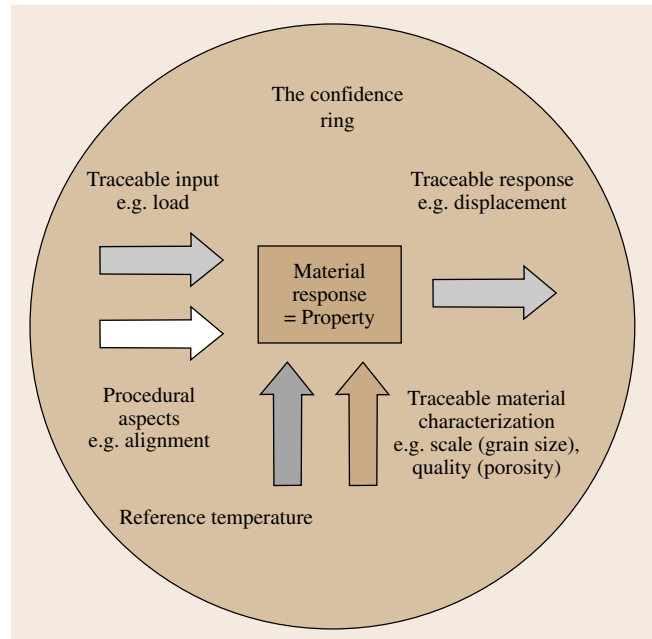 The confidence
ring
Traceable input
e.g. load
Traceable response
e.g. displacement
Material
response
= Property
Procedural
aspects
e.g. alignment
Traceable material
characterization
e.g. scale (grain size),
quality (porosity)
Reference temperature